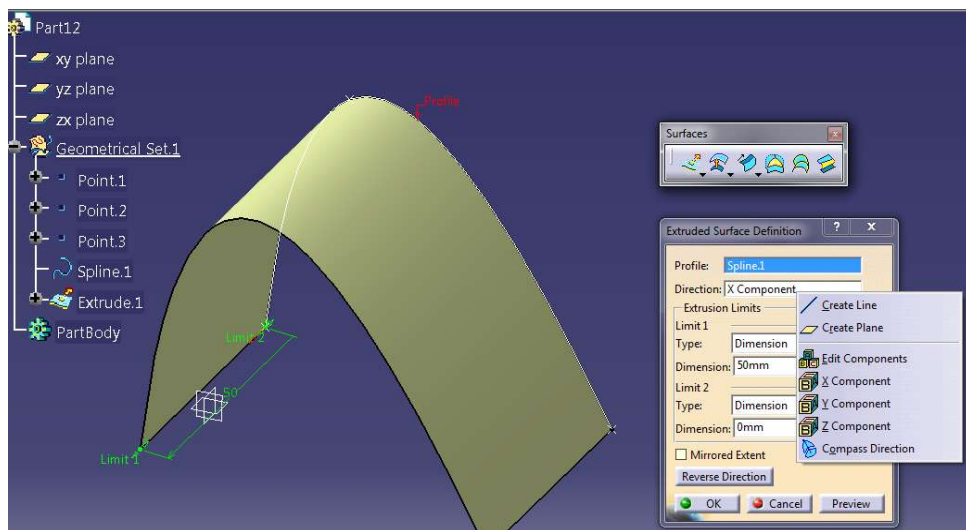 Part12
xy plane
yz plane
zx plane
Geometrical Set.1
Point.1
Point.2
Point.3
Spline.1
Extrude.1
PartBody
Profile
Limit 2
50
Limit 1
Surfaces
Extruded Surface Definition
? X
Profile: Spline.1
Direction: X Component
Extrusion Limits
Limit 1
Type: Dimension
Dimension: 50mm
Limit 2
Type: Dimension
Dimension: 0mm
Mirrored Extent
Reverse Direction
OK Cancel Preview
Create Line
Create Plane
Edit Components
X Component
Y Component
Z Component
Compass Direction